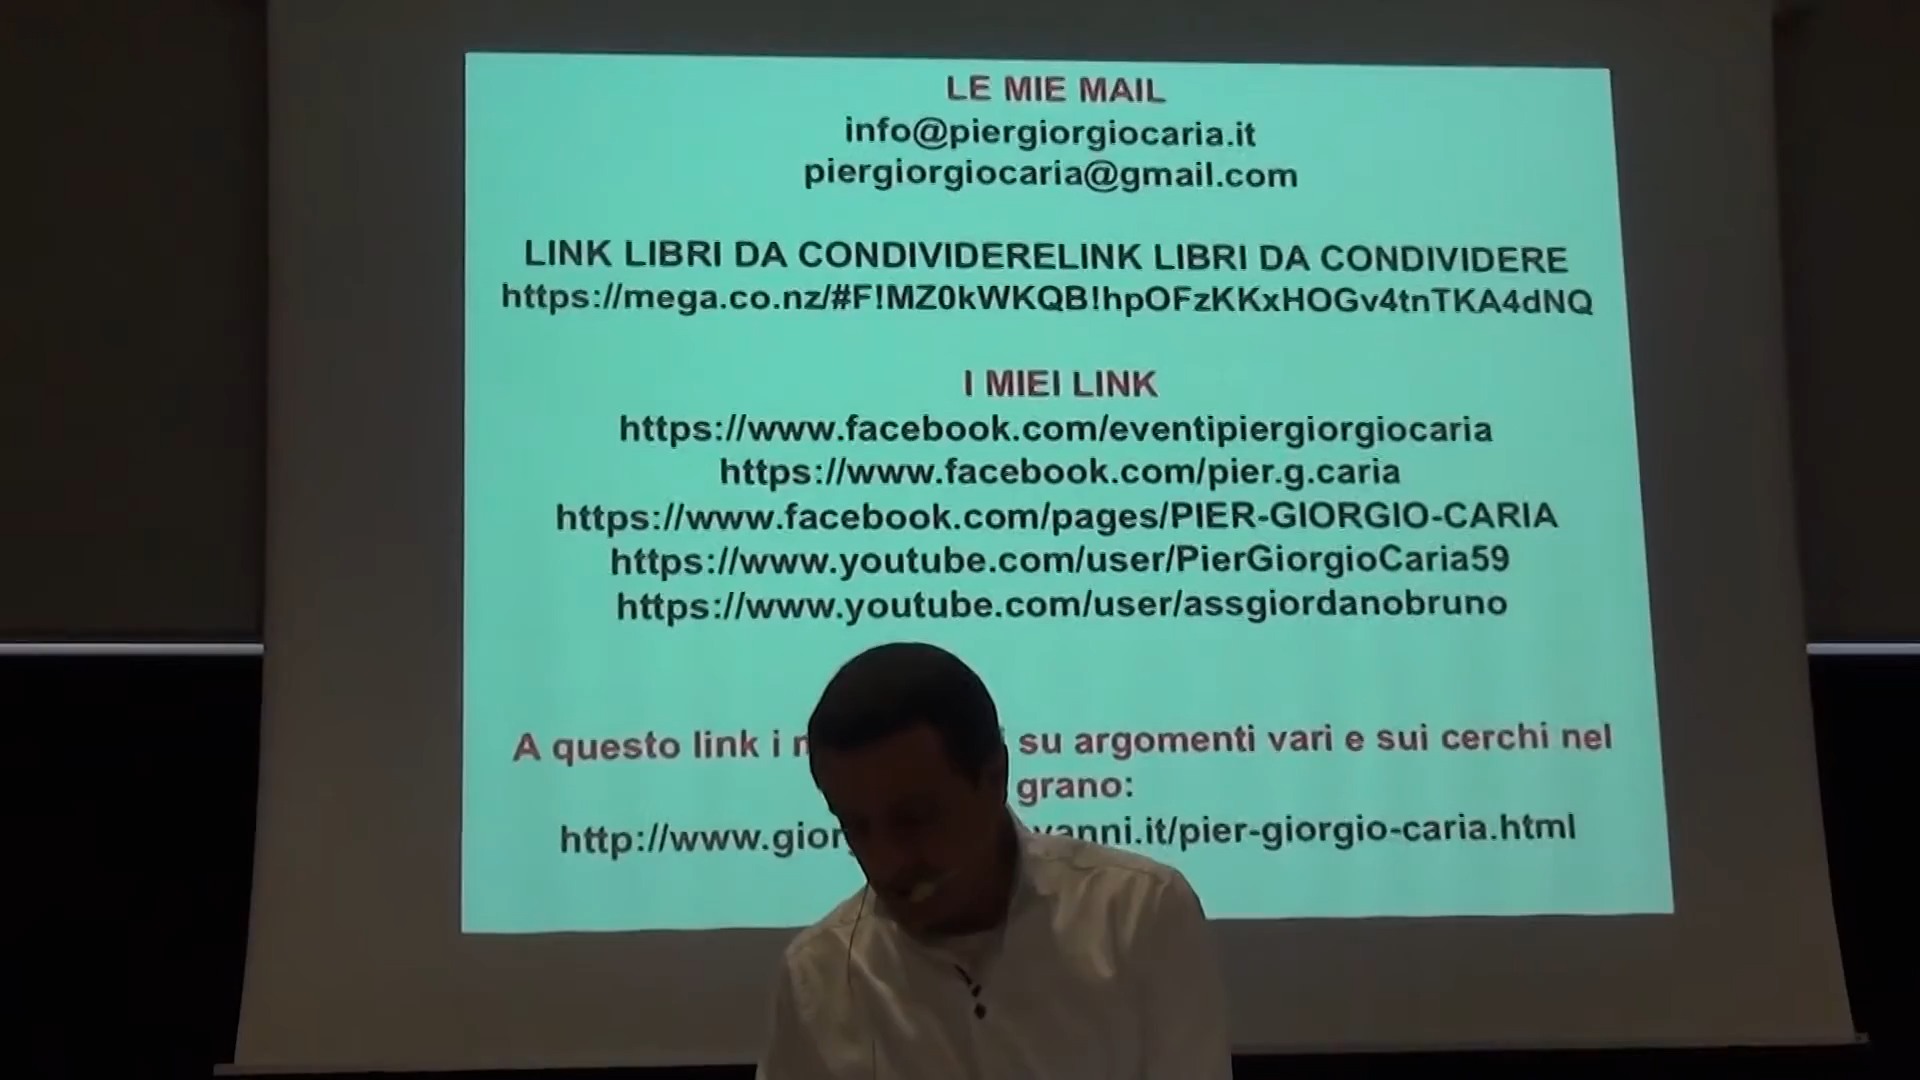 LE MIE MAIL
info@piergiorgiocaria.it
piergiorgiocaria@gmail.com
LINK LIBRI DA CONDIVIDERELINK LIBRI DA CONDIVIDERE
https://mega.co.nz/#F!MZ0kWKQB!hpOFzKKxHOGv4tnTKA4dNQ
I MIEI LINK
https://www.facebook.com/eventipiergiorgiocaria
https://www.facebook.com/pier.g.caria
https://www.facebook.com/pages/PIER-GIORGIO-CARIA
https://www.youtube.com/user/PierGiorgioCaria59
https://www.youtube.com/user/assgiordanobruno
A questo link i su argomenti vari e sui cerchi nel
grano:
http://www.gior vanni.it/pier-giorgio-caria.html